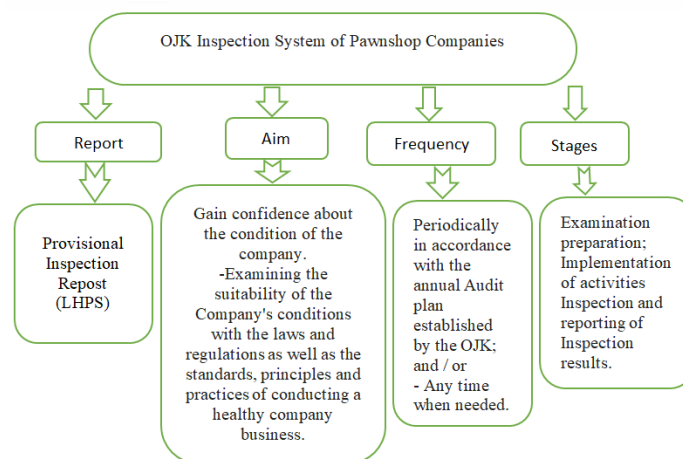 OJK Inspection System of Pawnshop Companies
Report
Aim
Frequency
Stages
Provisional
Inspection
Repost
(LHPS)
Gain confidence about
the condition of the
company.
-Examining the
suitability of the
Company's conditions
with the laws and
regulations as well as the
standards, principles and
practices of conducting a
healthy company
business.
Periodically
in accordance
with the
annual Audit
plan
established
by the OJK;
and / or
- Any time
when needed.
Examination
preparation;
Implementation
of activities
Inspection and
reporting of
Inspection
results.